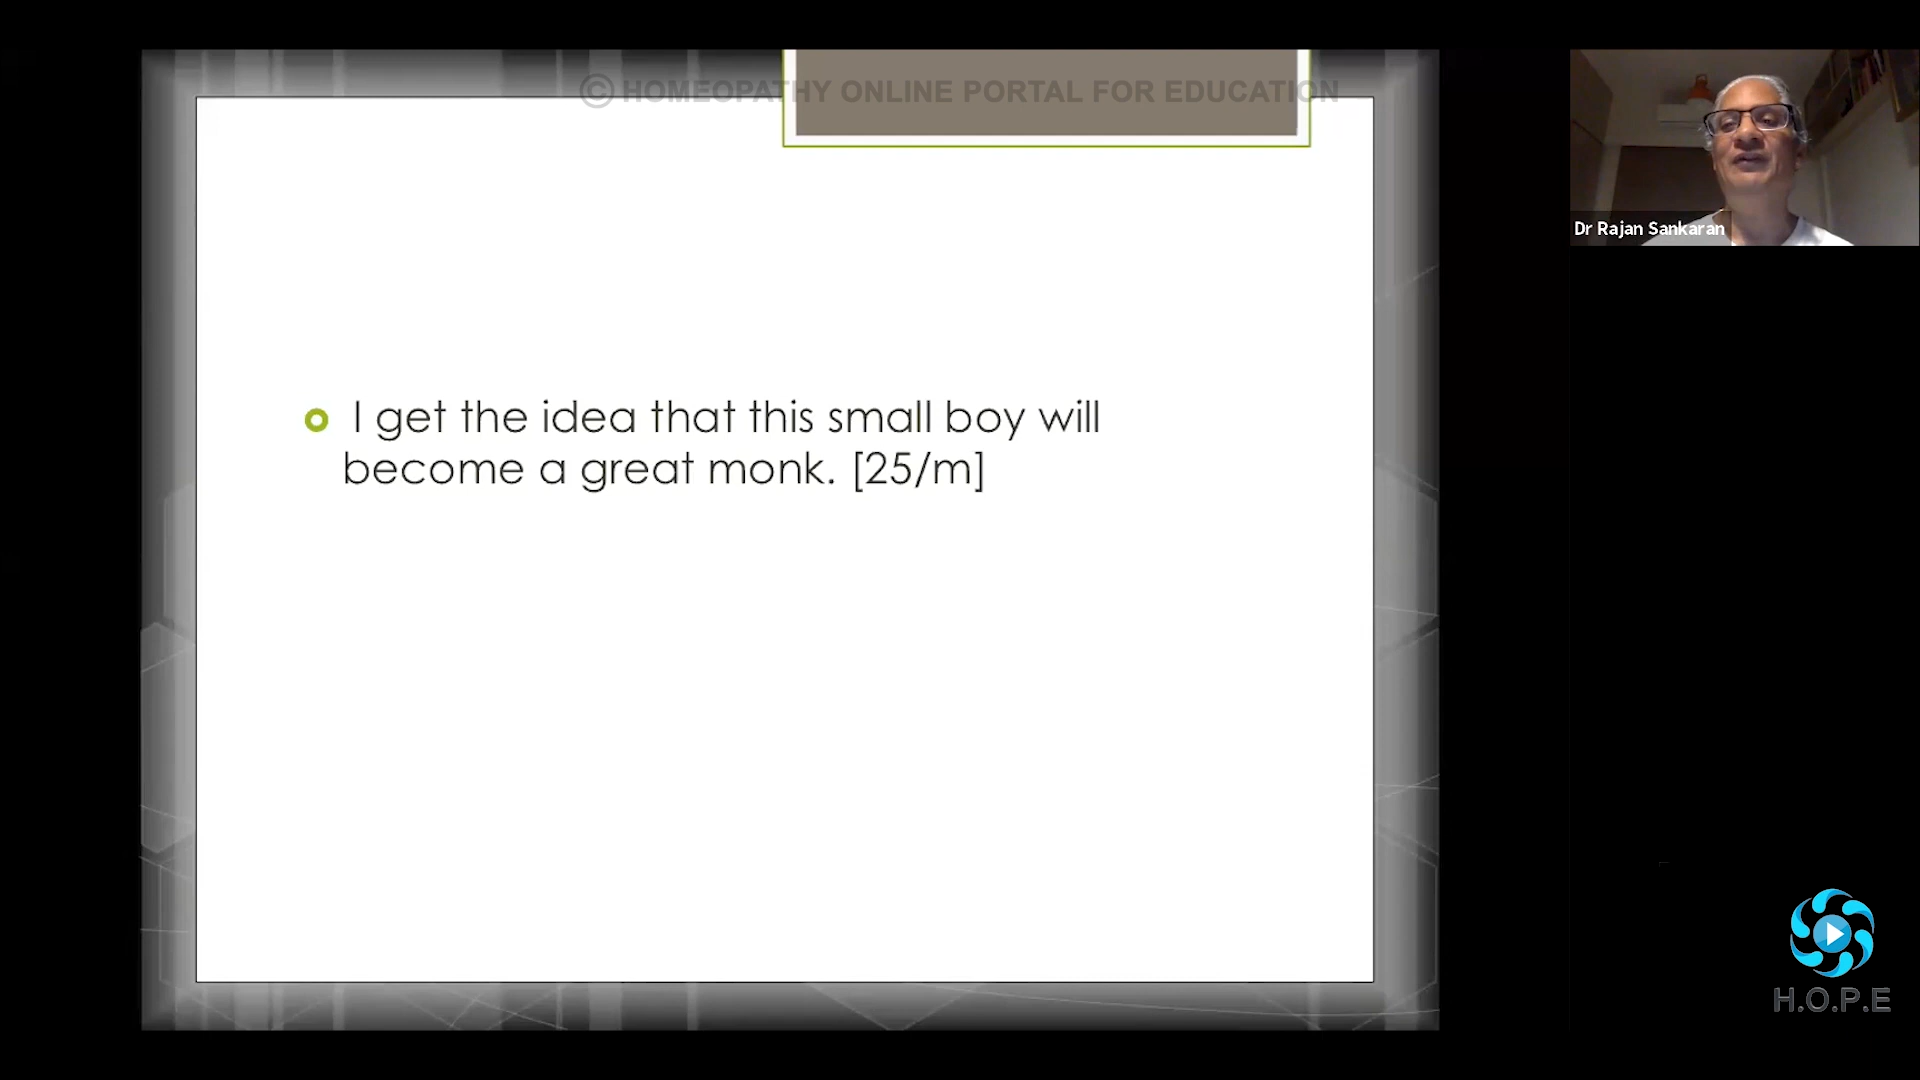 © HOMEOPATHY ONLINE PORTAL FOR EDUCATION
Dr Rajan Sankaran
I get the idea that this small boy will
become a great monk. [25/m]
H.O.P.E